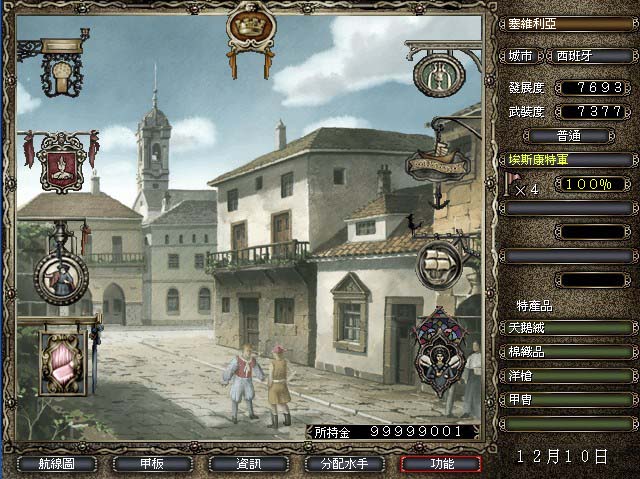 塞維利亞
城市 西班牙
發展度 7693
武裝度 7377
普通
埃斯康特軍
×4 100%
特產品
天鵝絨
棉織品
洋槍
甲冑
所持金 99999001
航線圖 甲板 資訊 分配水手 功能
12月10日